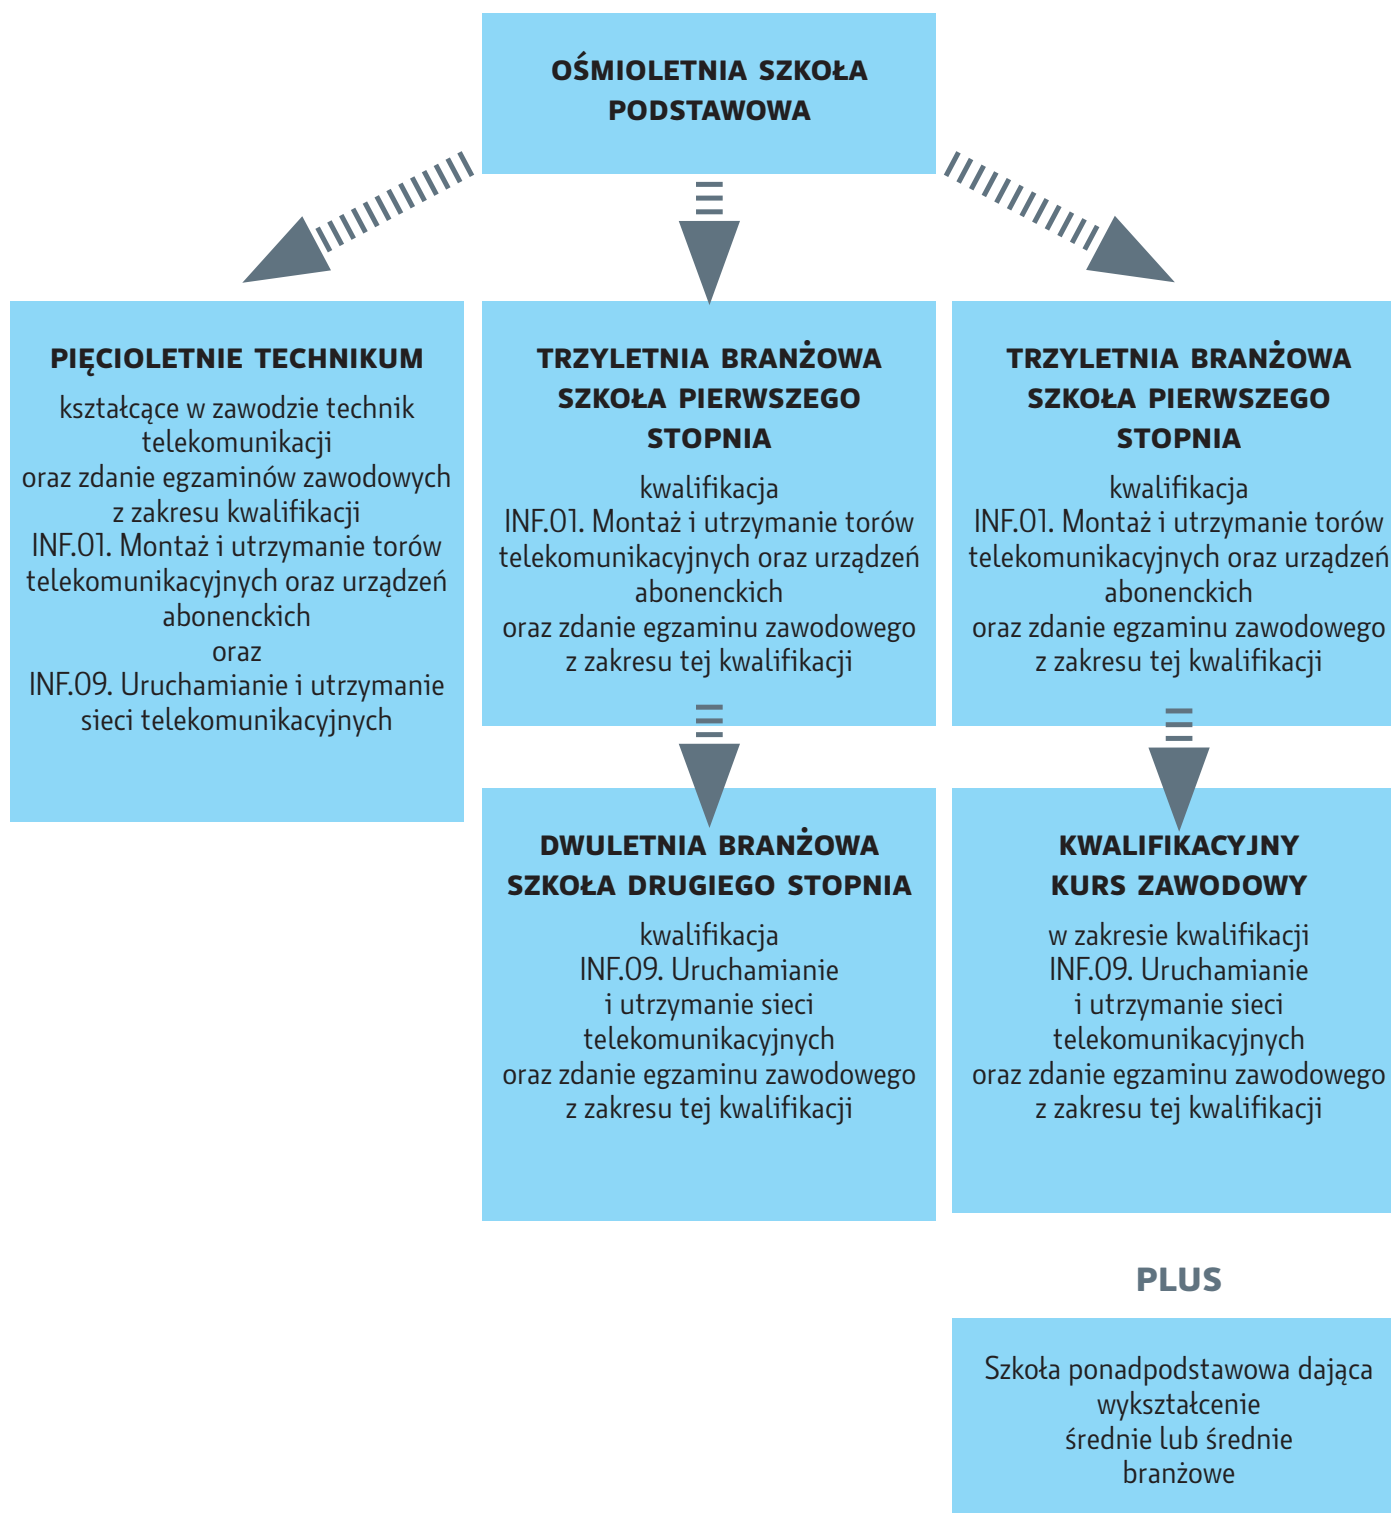 OŚMIOLETNIA SZKOŁA
PODSTAWOWA
PIĘCIOLETNIE TECHNIKUM
kształcące w zawodzie technik
telekomunikacji
oraz zdanie egzaminów zawodowych
z zakresu kwalifikacji
INF.01. Montaż i utrzymanie torów
telekomunikacyjnych oraz urządzeń
abonenckich
oraz
INF.09. Uruchamianie i utrzymanie
sieci telekomunikacyjnych
TRZYLETNIA BRANŻOWA
SZKOŁA PIERWSZEGO
STOPNIA
kwalifikacja
INF.01. Montaż i utrzymanie torów
telekomunikacyjnych oraz urządzeń
abonenckich
oraz zdanie egzaminu zawodowego
z zakresu tej kwalifikacji
TRZYLETNIA BRANŻOWA
SZKOŁA PIERWSZEGO
STOPNIA
kwalifikacja
INF.01. Montaż i utrzymanie torów
telekomunikacyjnych oraz urządzeń
abonenckich
oraz zdanie egzaminu zawodowego
z zakresu tej kwalifikacji
DWULETNIA BRANŻOWA
SZKOŁA DRUGIEGO STOPNIA
kwalifikacja
INF.09. Uruchamianie
i utrzymanie sieci
telekomunikacyjnych
oraz zdanie egzaminu zawodowego
z zakresu tej kwalifikacji
KWALIFIKACYJNY
KURS ZAWODOWY
w zakresie kwalifikacji
INF.09. Uruchamianie
i utrzymanie sieci
telekomunikacyjnych
oraz zdanie egzaminu zawodowego
z zakresu tej kwalifikacji
PLUS
Szkoła ponadpodstawowa dająca
wykształcenie
średnie lub średnie
branżowe